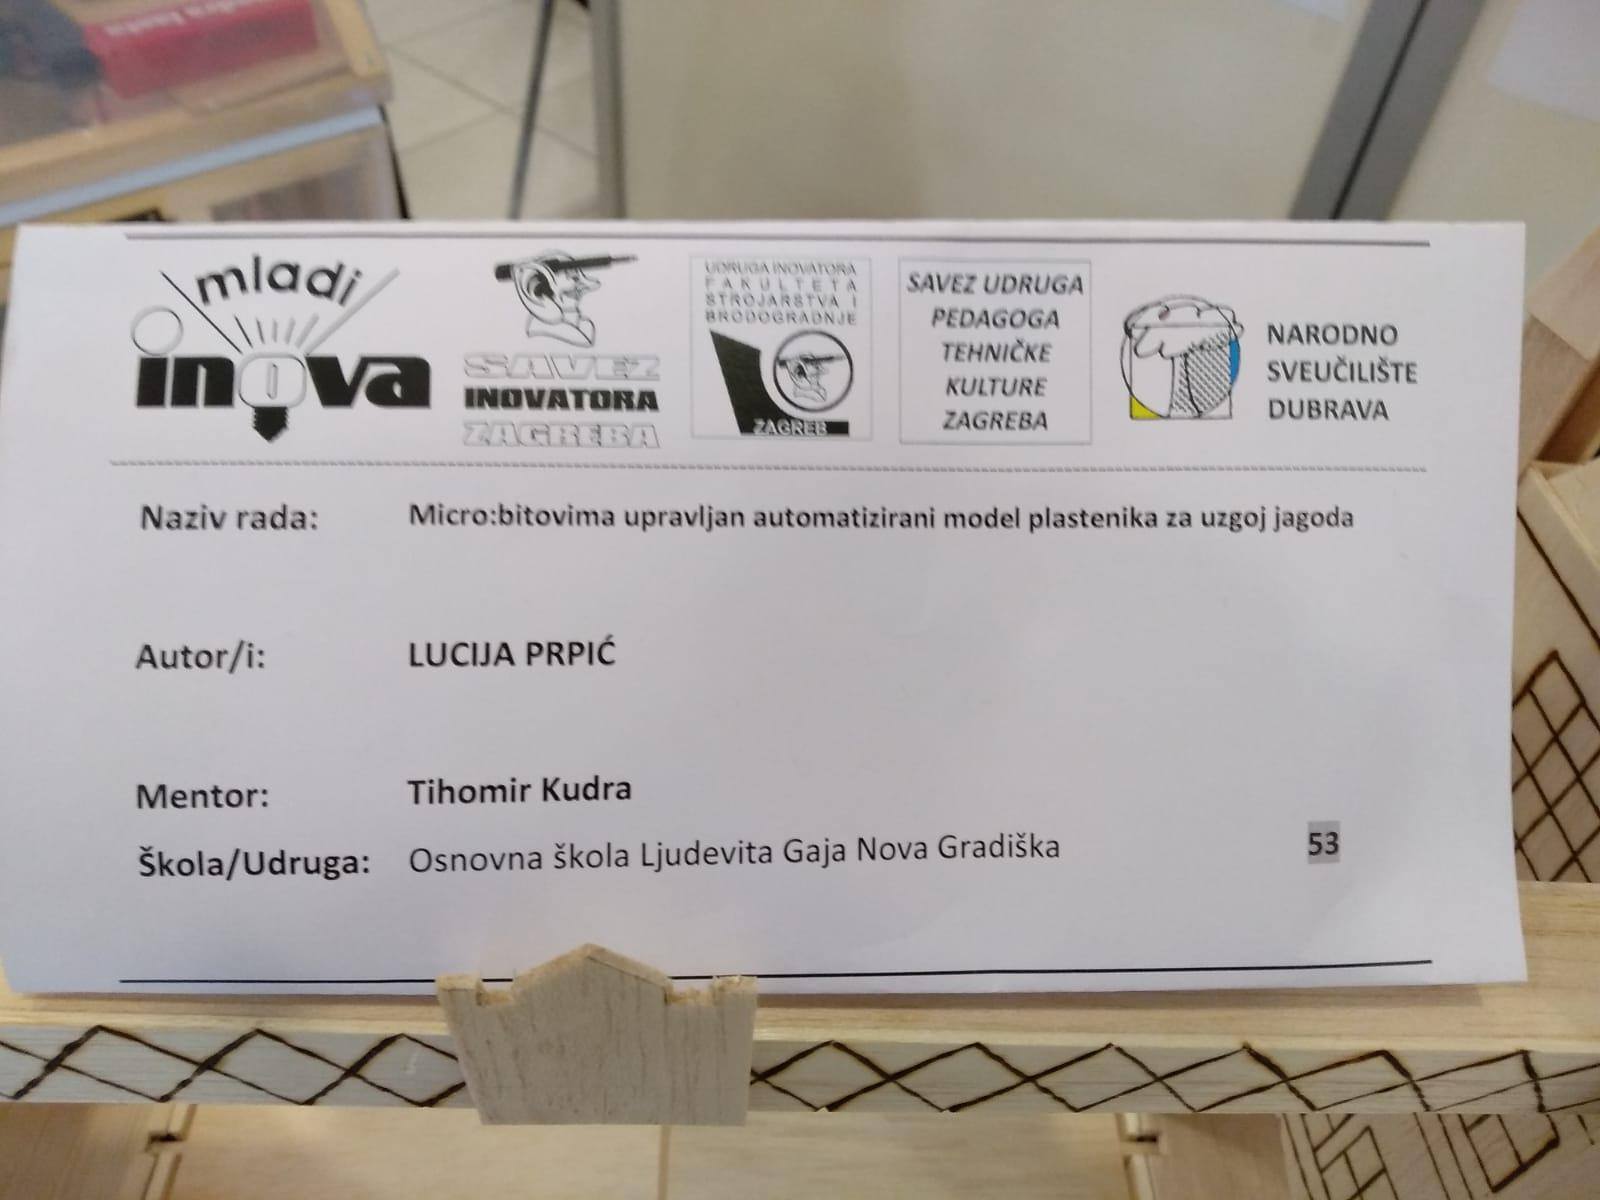 mladi
inova
SAVEZ
INOVATORA
ZAGREBA
UDRUGA INOVATORA
FAKULTETA
STROJARSTVA I
BRODOGRADNJE
ZAGREB
SAVEZ UDRUGA
PEDAGOGA
TEHNIČKE
KULTURE
ZAGREBA
NARODNO
SVEUČILIŠTE
DUBRAVA
Naziv rada: Micro:bitovima upravljan automatizirani model plastenika za uzgoj jagoda
Autor/i: LUCIJA PRPIĆ
Mentor: Tihomir Kudra
Škola/Udruga: Osnovna škola Ljudevita Gaja Nova Gradiška 53